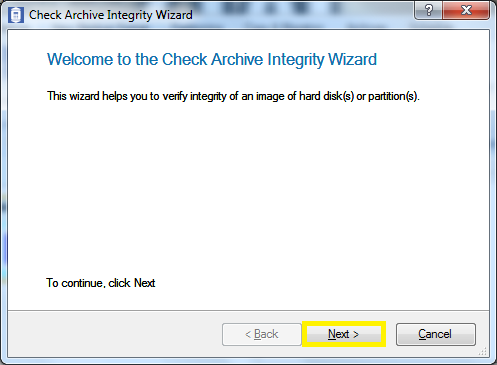 Check Archive Integrity Wizard
?
Welcome to the Check Archive Integrity Wizard
This wizard helps you to verify integrity of an image of hard disk(s) or partition(s).
To continue, click Next
< Back Next > Cancel